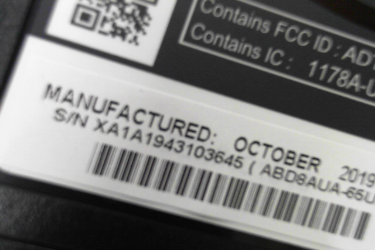 Contains FCC ID : AD
Contains IC : 1178A-U
MANUFACTURED: OCTOBER 2019
S/N XA1A1943103645 ( ABD8AUA-65U